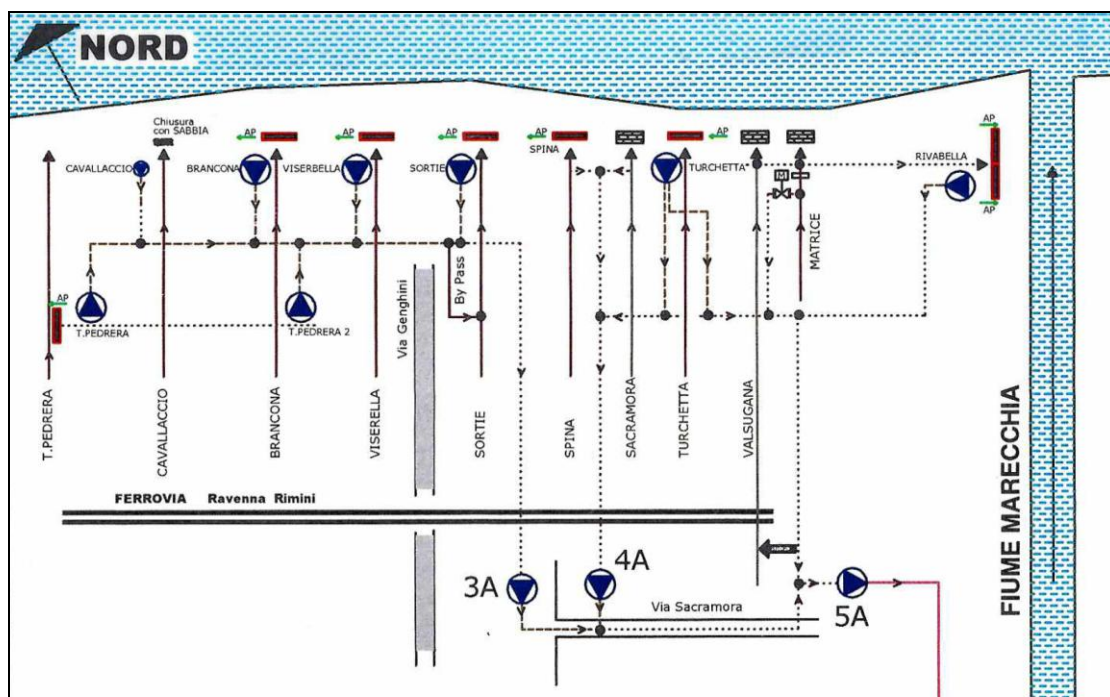 NORD
Chiusura
con SABBIA
AP
AP
AP
AP
AP
AP
SPINA
CAVALLACCIO
BRANCONA
VISERBELLA
SORTIE
TURCHETTA
RIVABELLA
M
AP
AP
T.PEDRERA
T.PEDRERA 2
By Pass
Via Genghini
MATRICE
T.PEDRERA
CAVALLACCIO
BRANCONA
VISERELLA
SORTIE
SPINA
SACRAMORA
TURCHETTA
VALSUGANA
FIUME MARECCHIA
FERROVIA Ravenna Rimini
3A
4A
5A
Via Sacramora